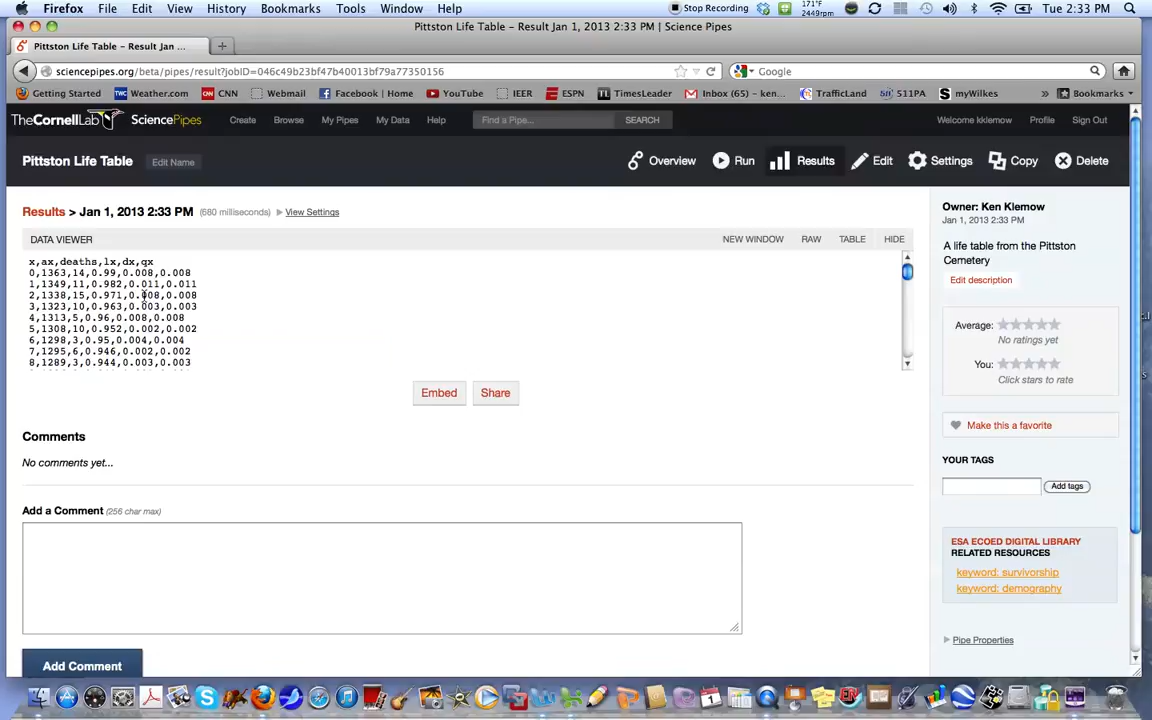 Firefox File Edit View History Bookmarks Tools Window Help Stop Recording 171°F 2449rpm Tue 2:33 PM
Pittston Life Table - Result Jan 1, 2013 2:33 PM | Science Pipes
Pittston Life Table - Result Jan ... +
sciencepipes.org/beta/pipes/result?jobID=046c49b23bf47b40013bf79a77350156 Google
Getting Started Weather.com CNN Webmail Facebook | Home YouTube IEER ESPN TimesLeader Inbox (65) - ken... TrafficLand 511PA myWilkes » Bookmarks
TheCornellLab SciencePipes Create Browse My Pipes My Data Help Find a Pipe... SEARCH Welcome kklemow Profile Sign Out
Pittston Life Table Edit Name Overview Run Results Edit Settings Copy Delete
Results > Jan 1, 2013 2:33 PM (680 milliseconds) View Settings
DATA VIEWER NEW WINDOW RAW TABLE HIDE
x,ax,deaths,lx,dx,qx
0,1363,14,0.99,0.008,0.008
1,1349,11,0.982,0.011,0.011
2,1338,15,0.971,0.008,0.008
3,1323,10,0.963,0.003,0.003
4,1313,5,0.96,0.008,0.008
5,1308,10,0.952,0.002,0.002
6,1298,3,0.95,0.004,0.004
7,1295,6,0.946,0.002,0.002
8,1289,3,0.944,0.003,0.003
Embed Share
Comments
No comments yet...
Add a Comment (256 char max)
Add Comment
Owner: Ken Klemow
Jan 1, 2013 2:33 PM
A life table from the Pittston
Cemetery
Edit description
Average:
No ratings yet
You:
Click stars to rate
Make this a favorite
YOUR TAGS
Add tags
ESA ECOED DIGITAL LIBRARY
RELATED RESOURCES
keyword: survivorship
keyword: demography
Pipe Properties